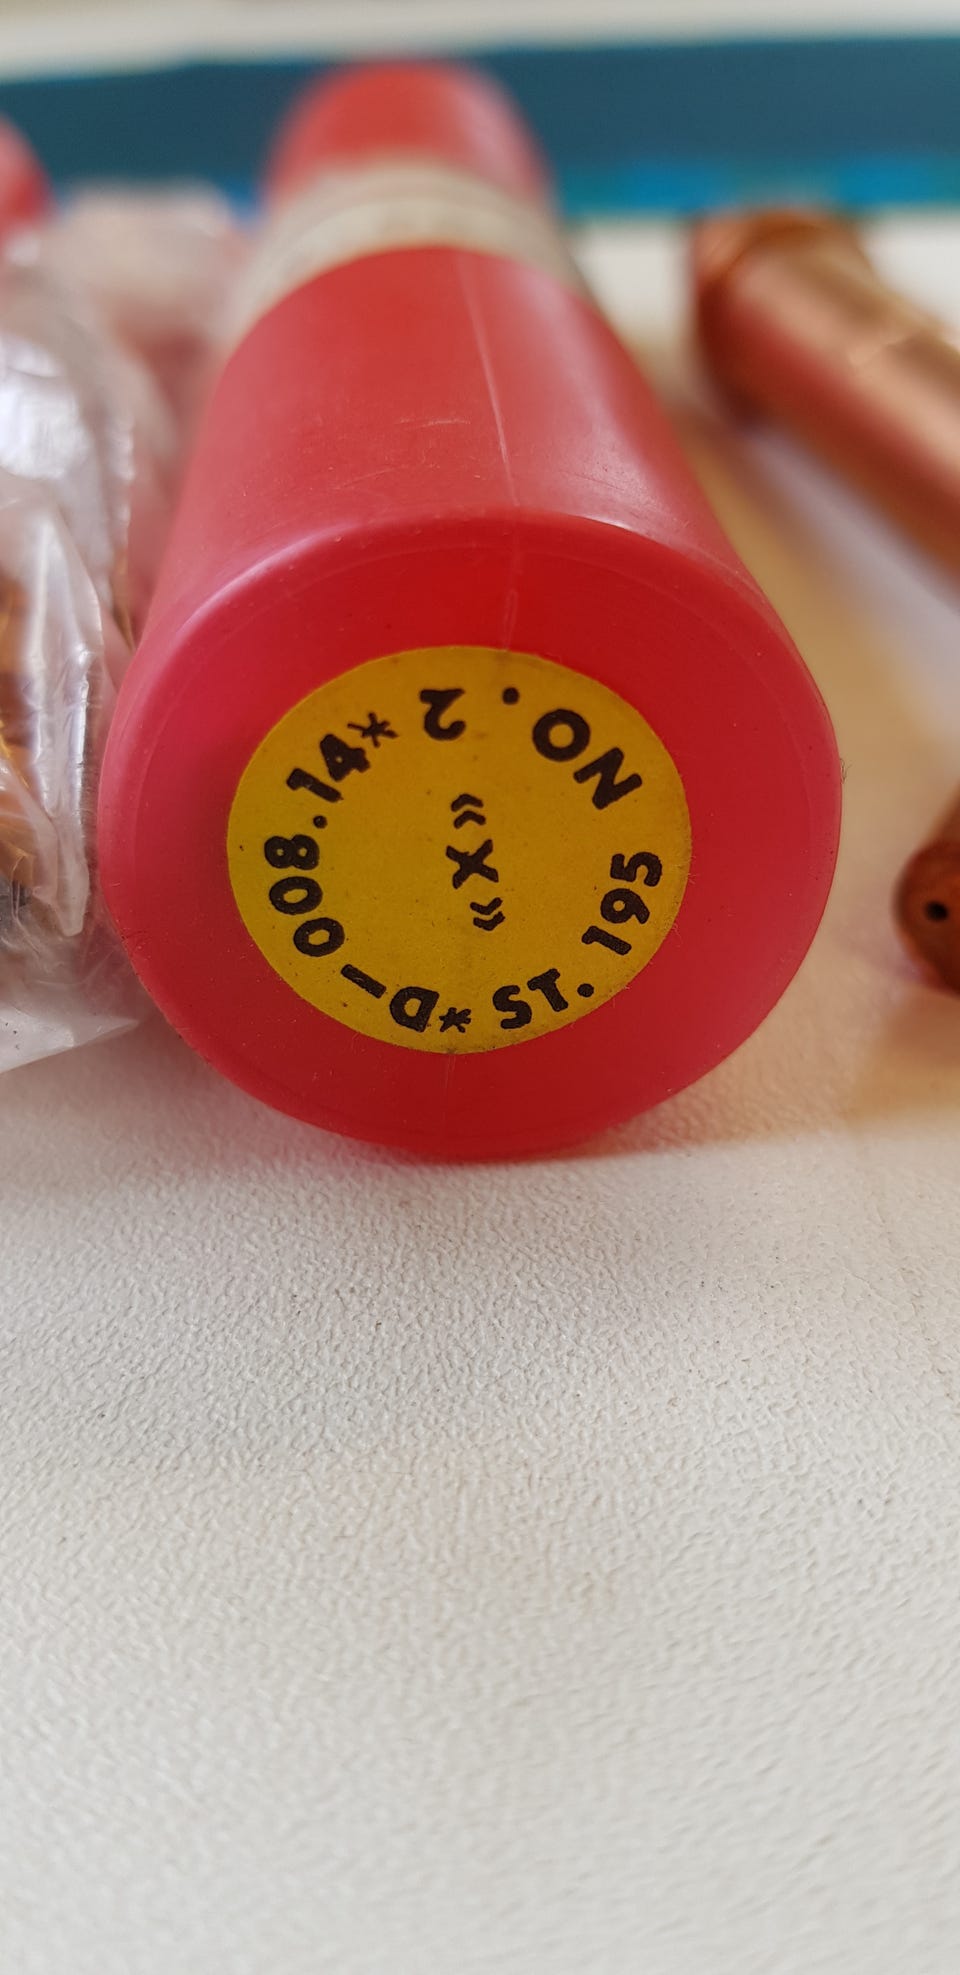 ST. 195
NO. 2
* D-008.14 *
«X»